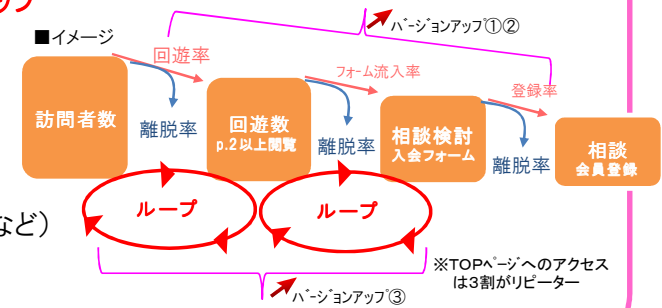 ップ
ﾊﾞｰｼﾞｮﾝｱｯﾌﾟ①②
■イメージ
回遊率
ﾌｫｰﾑ流入率
登録率
訪問者数
離脱率
回遊数
p.2以上閲覧
離脱率
相談検討
入会フォーム
離脱率
相談
会員登録
ループ
ループ
など）
※TOPﾍﾟｰｼﾞへのアクセス
は3割がリピーター
ﾊﾞｰｼﾞｮﾝｱｯﾌﾟ③